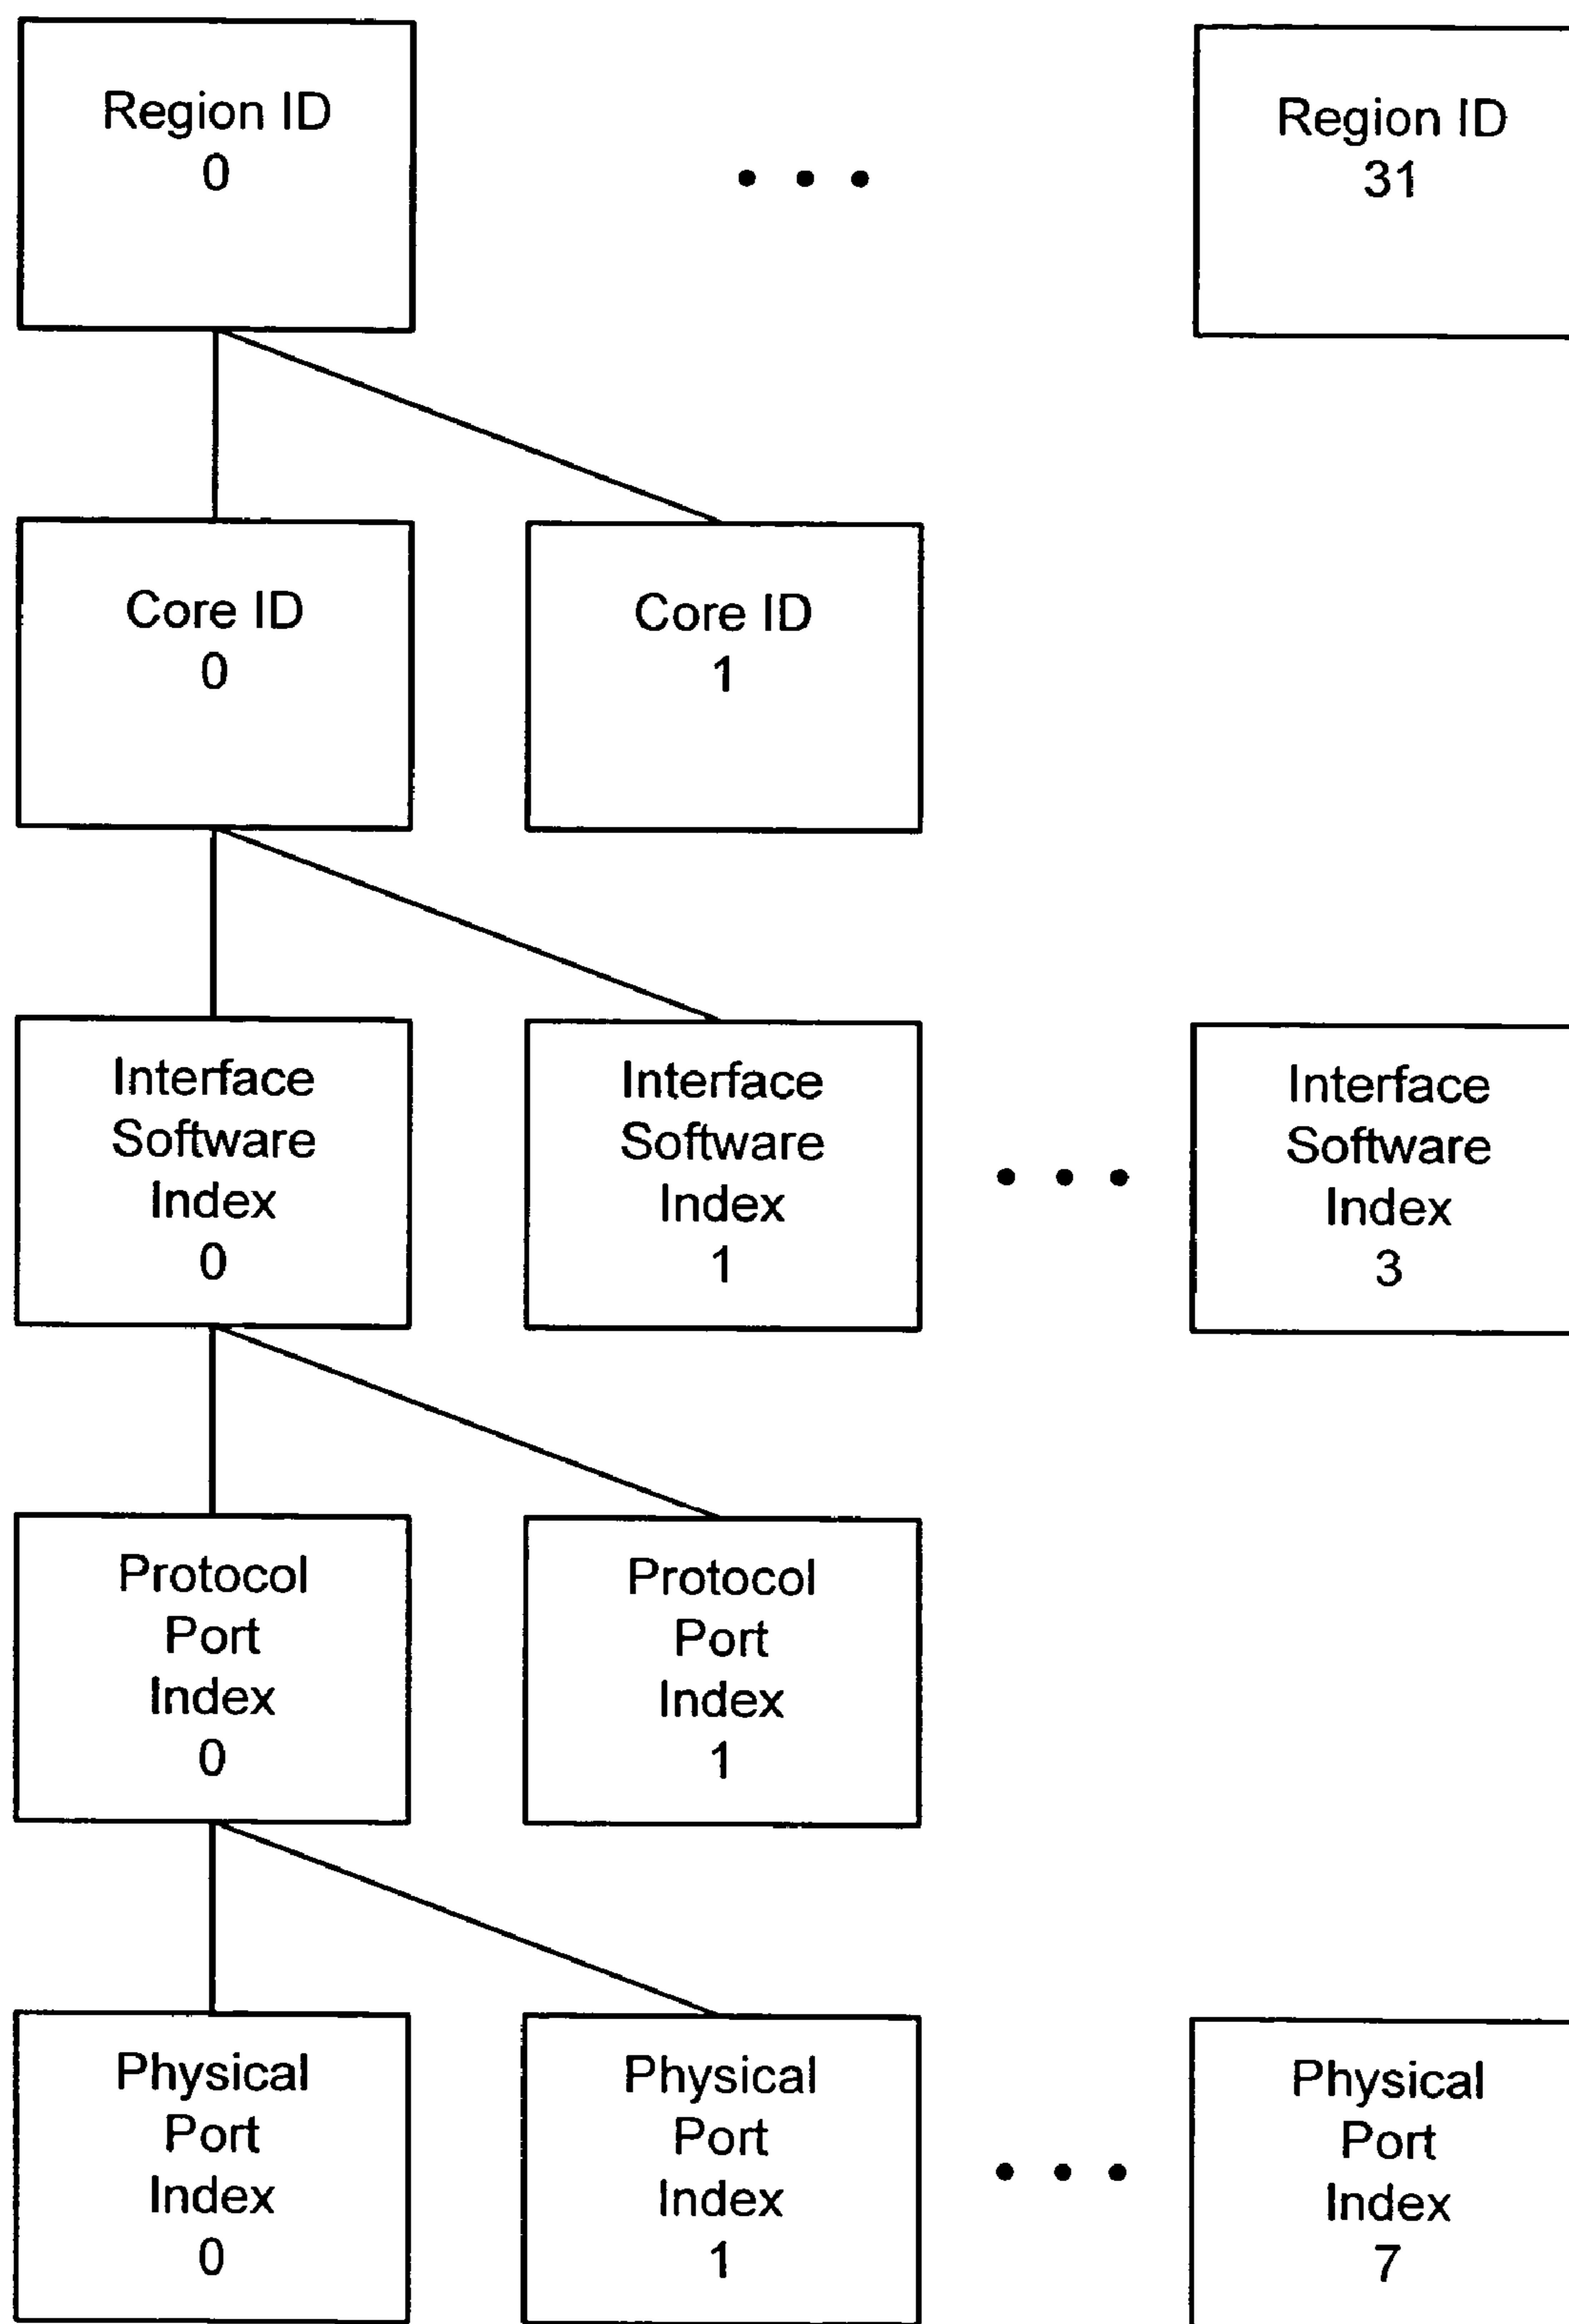 Region ID
0
Region ID
31
Core ID
0
Core ID
1
Interface
Software
Index
0
Interface
Software
Index
1
Interface
Software
Index
3
Protocol
Port
Index
0
Protocol
Port
Index
1
Physical
Port
Index
0
Physical
Port
Index
1
Physical
Port
Index
7